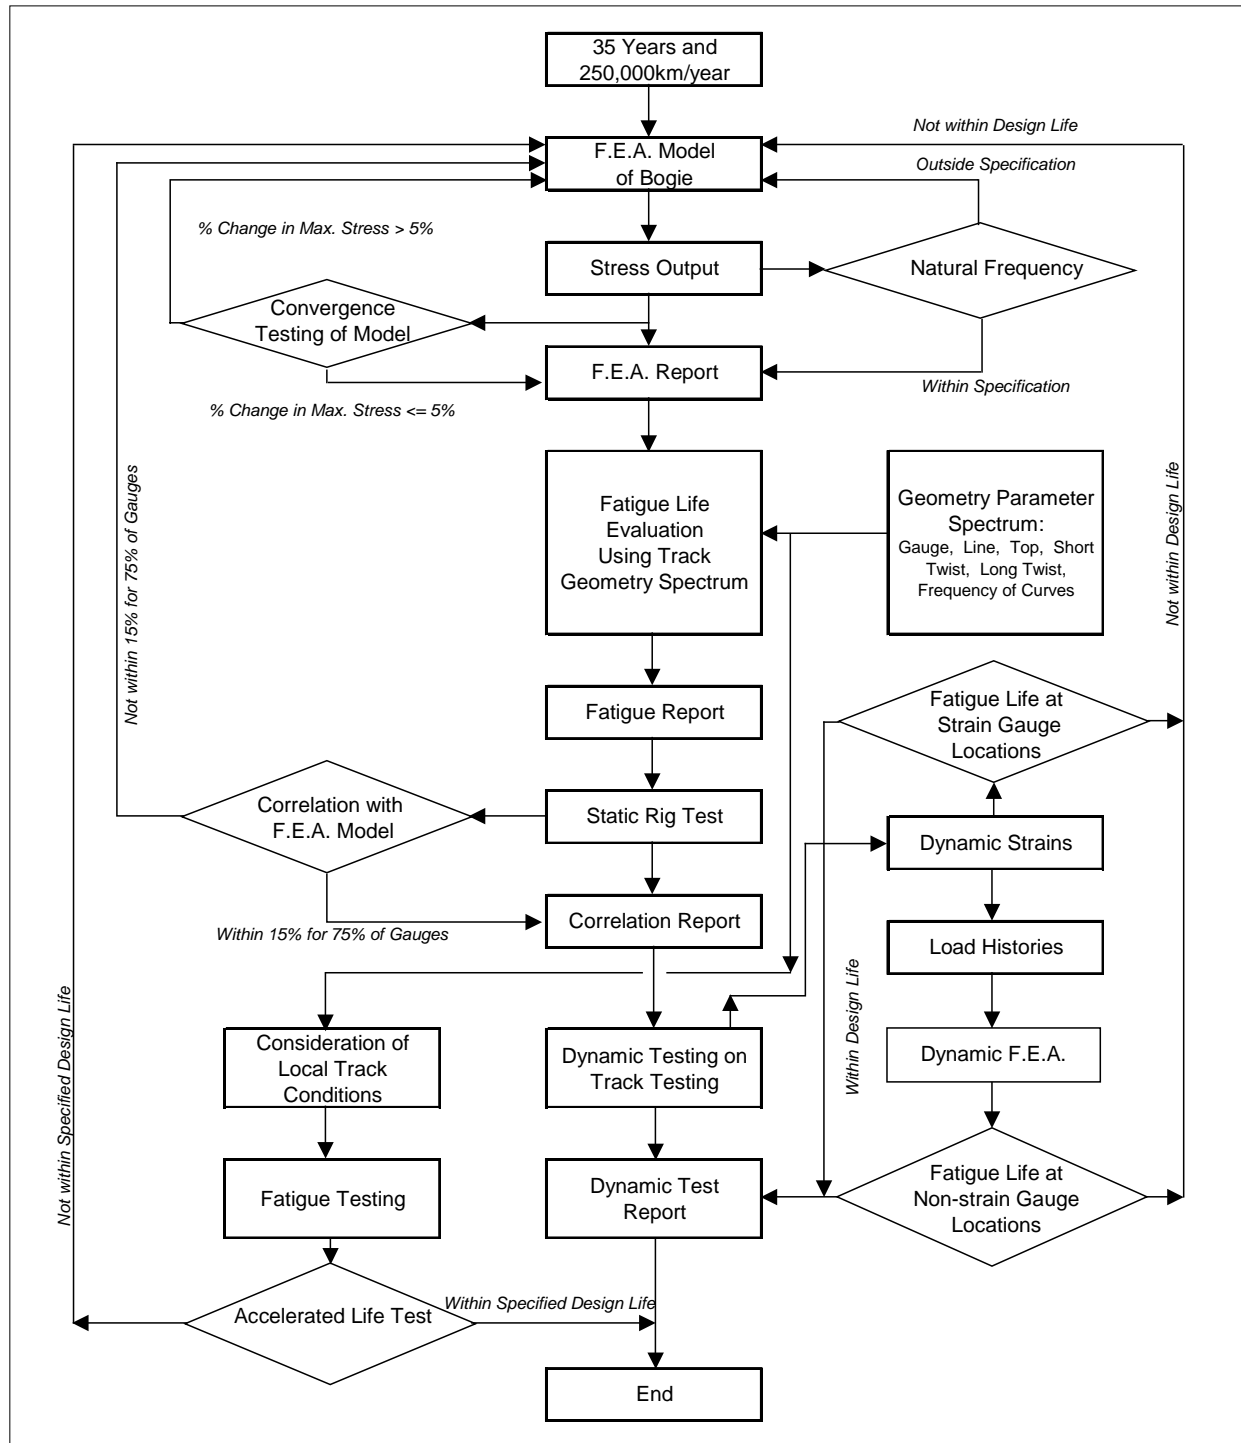 35 Years and
250,000km/year
Not within Design Life
F.E.A. Model
of Bogie
Outside Specification
% Change in Max. Stress > 5%
Stress Output
Natural Frequency
Convergence
Testing of Model
F.E.A. Report
Within Specification
% Change in Max. Stress <= 5%
Not within 15% for 75% of Gauges
Fatigue Life
Evaluation
Using Track
Geometry Spectrum
Geometry Parameter
Spectrum:
Gauge, Line, Top, Short
Twist, Long Twist,
Frequency of Curves
Not within Design Life
Fatigue Report
Fatigue Life at
Strain Gauge
Locations
Correlation with
F.E.A. Model
Static Rig Test
Dynamic Strains
Within 15% for 75% of Gauges
Correlation Report
Load Histories
Within Design Life
Not within Specified Design Life
Consideration of
Local Track
Conditions
Dynamic Testing on
Track Testing
Dynamic F.E.A.
Fatigue Testing
Dynamic Test
Report
Fatigue Life at
Non-strain Gauge
Locations
Accelerated Life Test
Within Specified Design Life
End